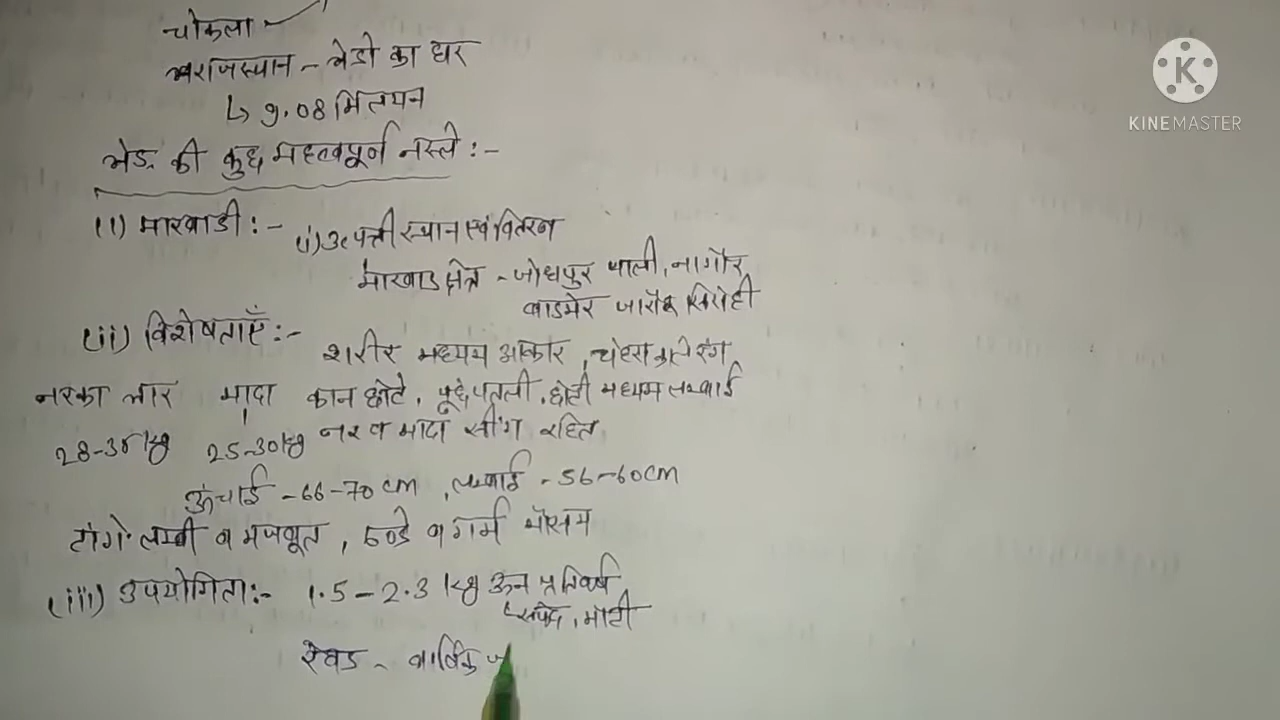 चोकला
राजस्थान - भेडो का घर
↳ 9.08 मिलयन
भेड की कुछ महत्वपूर्ण नस्ले :-
(1) मारवाडी :- (i) उत्पत्ती स्थान एवं वितरन
मारवाड क्षेत्र - जोधपुर पाली, नागौर
बाडमेर जालौर सिरोही
(ii) विशेषताएँ :-
शरीर मध्यम आकार, चेहरा काले रंग
नर का भार मादा कान छोटे, पूछ पतली, छोटी मध्यम लम्बाई
28-35 kg 25-30 kg नर व मादा सींग रहित
ऊंचाई - 66-70 cm, लम्बाई - 56-60 cm
टांगे लम्बी व मजबूत, ठण्डे व गर्म मौसम
(iii) उपयोगिता :- 1.5 - 2.3 kg ऊन प्रतिवर्ष
↳ सफेद, मोटी
रेवड - वार्षिक
KINEMASTER